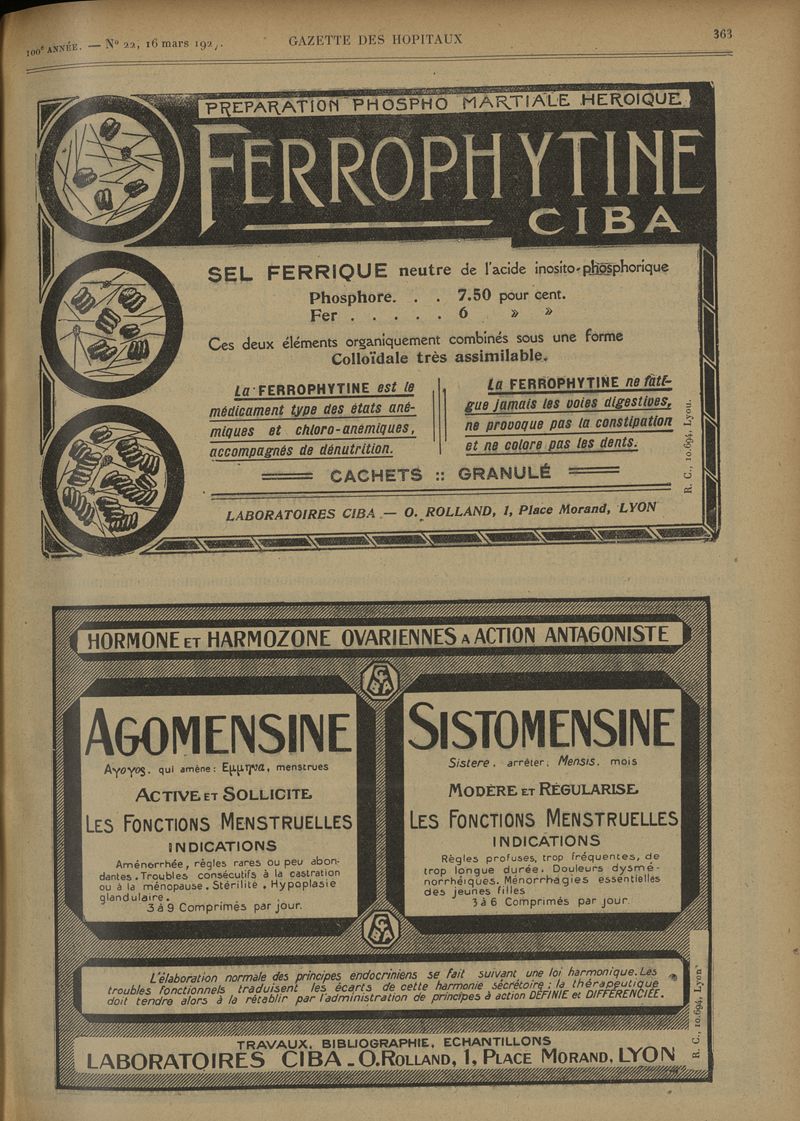 100e ANNÉE. — No 22, 16 mars 192
GAZETTE DES HOPITAUX
363
PREPARATION PHOSPHO MARTIALE HEROIQUE
FERROPHYTINE
CIBA
SEL FERRIQUE neutre de l'acide inosito-phosphorique
Phosphore. . . 7.50 pour cent.
Fer . . . . . 6 » »
Ces deux éléments organiquement combinés sous une forme
Colloïdale très assimilable.
La FERROPHYTINE est le
médicament type des états ané-
miques et chloro-anémiques,
accompagnés de dénutrition.
La FERROPHYTINE ne fati-
gue jamais les voies digestives,
ne provoque pas la constipation
et ne colore pas les dents.
CACHETS :: GRANULÉ
LABORATOIRES CIBA — O. ROLLAND, 1, Place Morand, LYON
R. C., 10.694, Lyon.
HORMONE ET HARMOZONE OVARIENNES A ACTION ANTAGONISTE
CIBA
AGOMENSINE
Αγογος. qui amène: Εμμηνα, menstrues
ACTIVE ET SOLLICITE
LES FONCTIONS MENSTRUELLES
INDICATIONS
Aménorrhée, règles rares ou peu abon-
dantes. Troubles consécutifs à la castration
ou à la ménopause. Stérilité. Hypoplasie
glandulaire.
3 à 9 Comprimés par jour.
SISTOMENSINE
Sistere. arrêter. Mensis. mois
MODÈRE ET RÉGULARISE
LES FONCTIONS MENSTRUELLES
INDICATIONS
Règles profuses, trop fréquentes, de
trop longue durée. Douleurs dysmé-
norrhéiques. Ménorrhagies essentielles
des jeunes filles
3 à 6 Comprimés par jour
CIBA
L'élaboration normale des principes endocriniens se fait suivant une loi harmonique. Les
troubles fonctionnels traduisent les écarts de cette harmonie sécrétoire; la thérapeutique
doit tendre alors à la rétablir par l'administration de principes à action DÉFINIE et DIFFÉRENCIÉE.
TRAVAUX, BIBLIOGRAPHIE, ECHANTILLONS
LABORATOIRES CIBA - O. ROLLAND, 1, PLACE MORAND, LYON
R. C., 10.694, Lyon